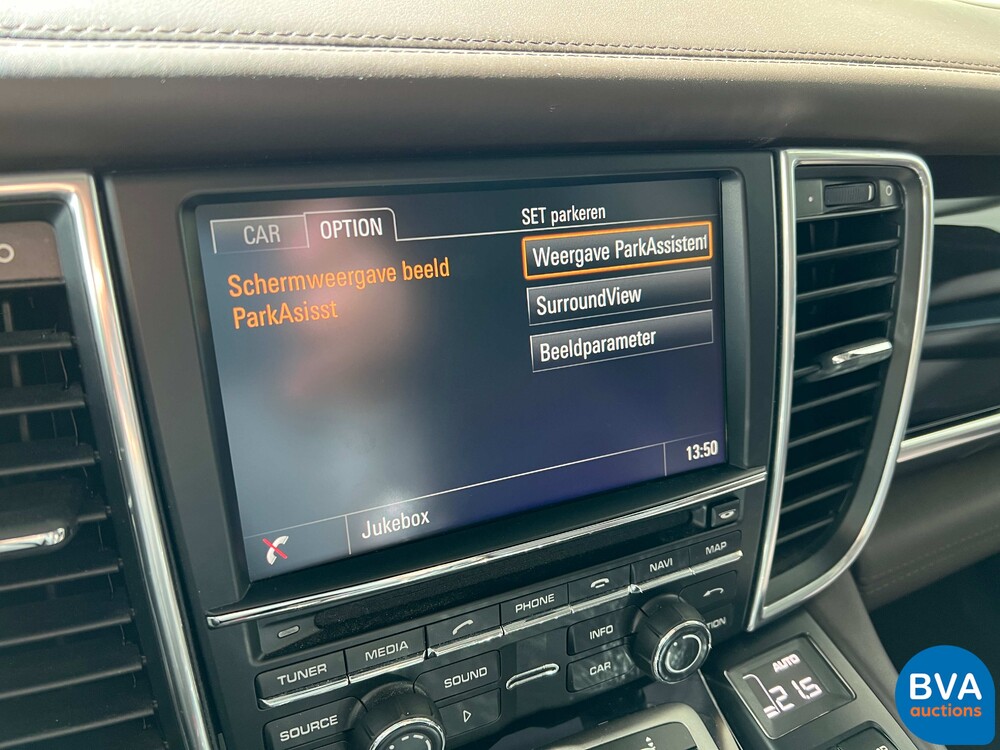 CAR
OPTION
SET parkeren
Weergave ParkAssistent
Schermweergave beeld
ParkAsisst
SurroundView
Beeldparameter
13:50
Jukebox
TUNER
MEDIA
PHONE
NAVI
MAP
SOURCE
SOUND
INFO
CAR
AUTO
21.5
BVA
auctions